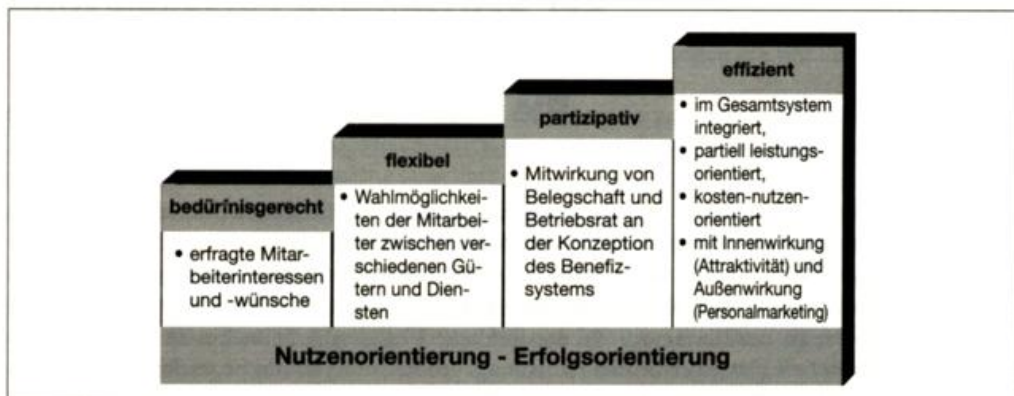 bedürfnisgerecht
• erfragte Mitar-
beiterinteressen
und -wünsche
flexibel
• Wahlmöglichkei-
ten der Mitarbei-
ter zwischen ver-
schiedenen Gü-
tern und Dien-
sten
partizipativ
• Mitwirkung von
Belegschaft und
Betriebsrat an
der Konzeption
des Benefiz-
systems
effizient
• im Gesamtsystem
integriert,
• partiell leistungs-
orientiert,
• kosten-nutzen-
orientiert
• mit Innenwirkung
(Attraktivität) und
Außenwirkung
(Personalmarketing)
Nutzenorientierung - Erfolgsorientierung